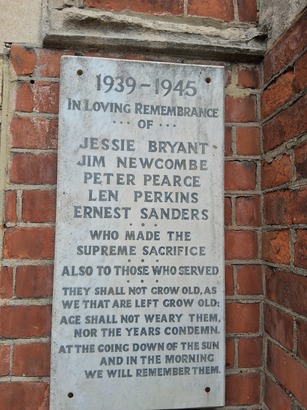 1939-1945
IN LOVING REMEMBRANCE
... OF ...
JESSIE BRYANT
JIM NEWCOMBE
PETER PEARCE
LEN PERKINS
ERNEST SANDERS
WHO MADE THE
SUPREME SACRIFICE
ALSO TO THOSE WHO SERVED
THEY SHALL NOT GROW OLD, AS
WE THAT ARE LEFT GROW OLD;
AGE SHALL NOT WEARY THEM,
NOR THE YEARS CONDEMN.
AT THE GOING DOWN OF THE SUN
AND IN THE MORNING
WE WILL REMEMBER THEM.